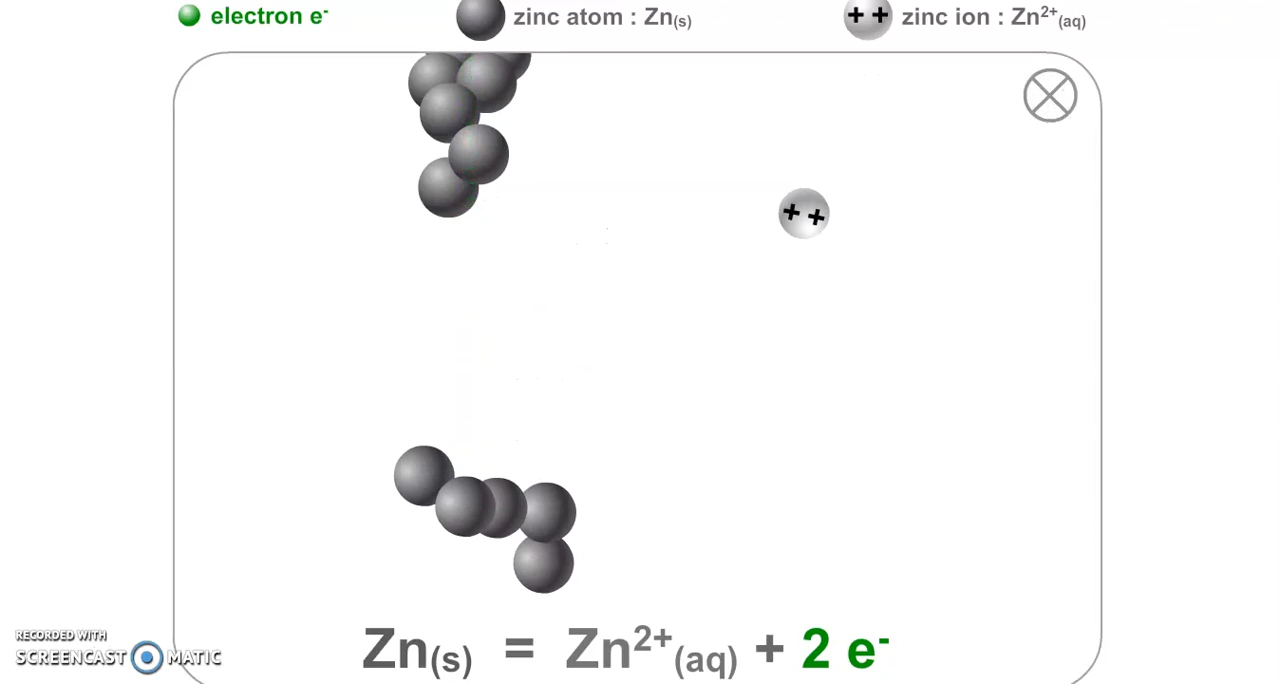 electron e⁻
zinc atom : Zn₍s₎
++ zinc ion : Zn²⁺₍aq₎
++
RECORDED WITH
SCREENCAST MATIC
Zn₍s₎ = Zn²⁺₍aq₎ + 2 e⁻